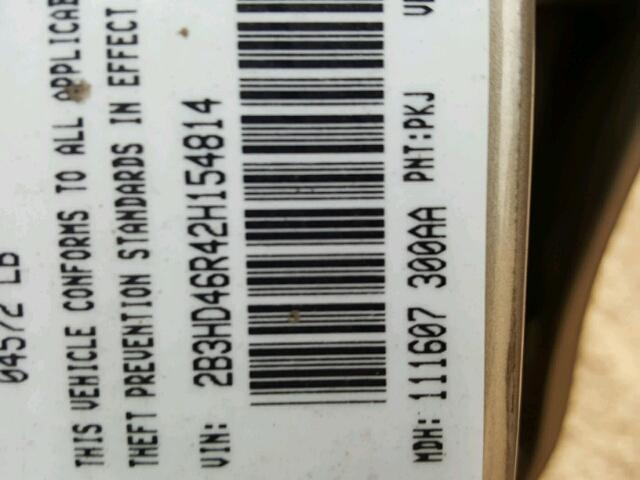 04572 LB
THIS VEHICLE CONFORMS TO ALL APPLICAB
THEFT PREVENTION STANDARDS IN EFFECT
VIN: 2B3HD46R42H154814
MDH: 111607 300AA PNT:PKJ